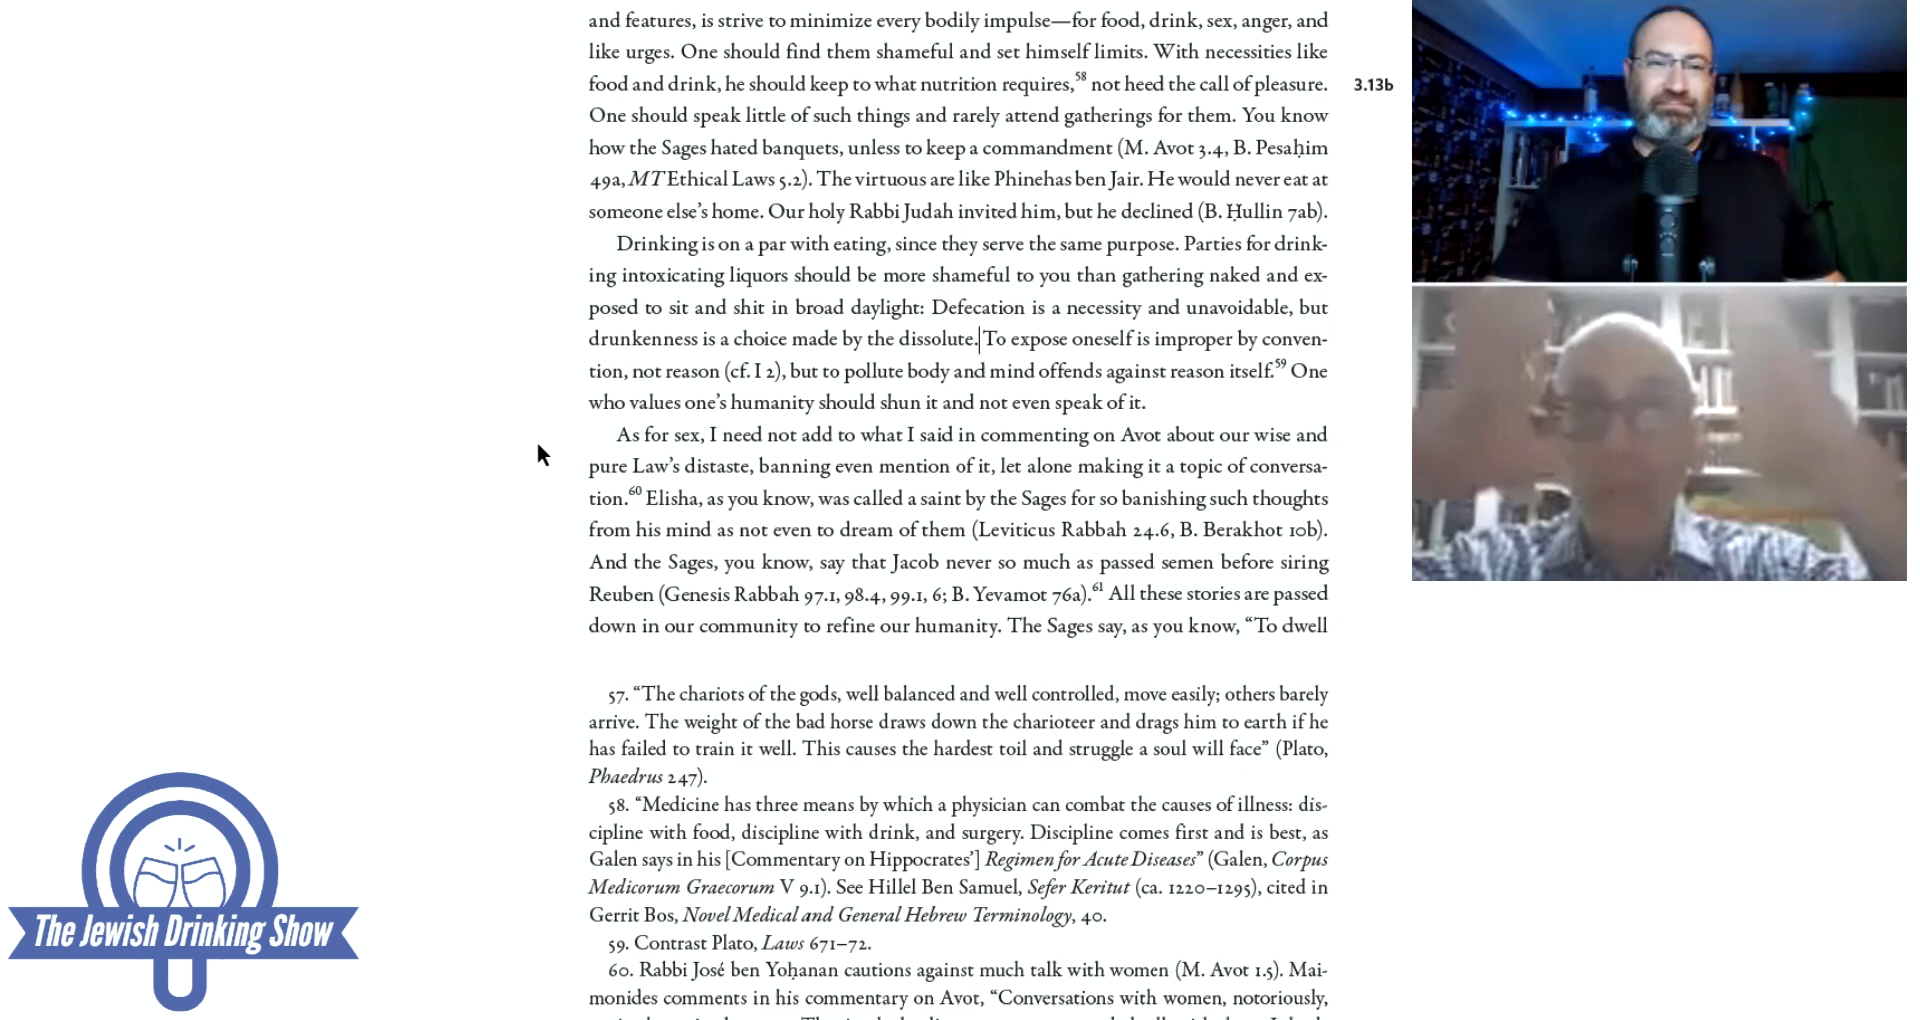 and features, is strive to minimize every bodily impulse—for food, drink, sex, anger, and
like urges. One should find them shameful and set himself limits. With necessities like
food and drink, he should keep to what nutrition requires,58 not heed the call of pleasure.
3.13b
One should speak little of such things and rarely attend gatherings for them. You know
how the Sages hated banquets, unless to keep a commandment (M. Avot 3.4, B. Pesaḥim
49a, MT Ethical Laws 5.2). The virtuous are like Phinehas ben Jair. He would never eat at
someone else's home. Our holy Rabbi Judah invited him, but he declined (B. Ḥullin 7ab).
Drinking is on a par with eating, since they serve the same purpose. Parties for drink-
ing intoxicating liquors should be more shameful to you than gathering naked and ex-
posed to sit and shit in broad daylight: Defecation is a necessity and unavoidable, but
drunkenness is a choice made by the dissolute. To expose oneself is improper by conven-
tion, not reason (cf. I 2), but to pollute body and mind offends against reason itself.59 One
who values one's humanity should shun it and not even speak of it.
As for sex, I need not add to what I said in commenting on Avot about our wise and
pure Law's distaste, banning even mention of it, let alone making it a topic of conversa-
tion.60 Elisha, as you know, was called a saint by the Sages for so banishing such thoughts
from his mind as not even to dream of them (Leviticus Rabbah 24.6, B. Berakhot 10b).
And the Sages, you know, say that Jacob never so much as passed semen before siring
Reuben (Genesis Rabbah 97.1, 98.4, 99.1, 6; B. Yevamot 76a).61 All these stories are passed
down in our community to refine our humanity. The Sages say, as you know, “To dwell
57. “The chariots of the gods, well balanced and well controlled, move easily; others barely
arrive. The weight of the bad horse draws down the charioteer and drags him to earth if he
has failed to train it well. This causes the hardest toil and struggle a soul will face” (Plato,
Phaedrus 247).
58. “Medicine has three means by which a physician can combat the causes of illness: dis-
cipline with food, discipline with drink, and surgery. Discipline comes first and is best, as
Galen says in his [Commentary on Hippocrates'] Regimen for Acute Diseases” (Galen, Corpus
Medicorum Graecorum V 9.1). See Hillel Ben Samuel, Sefer Keritut (ca. 1220–1295), cited in
Gerrit Bos, Novel Medical and General Hebrew Terminology, 40.
59. Contrast Plato, Laws 671–72.
60. Rabbi José ben Yoḥanan cautions against much talk with women (M. Avot 1.5). Mai-
monides comments in his commentary on Avot, “Conversations with women, notoriously,
The Jewish Drinking Show